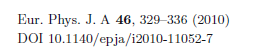 Eur. Phys. J. A 46, 329–336 (2010)
DOI 10.1140/epja/i2010-11052-7